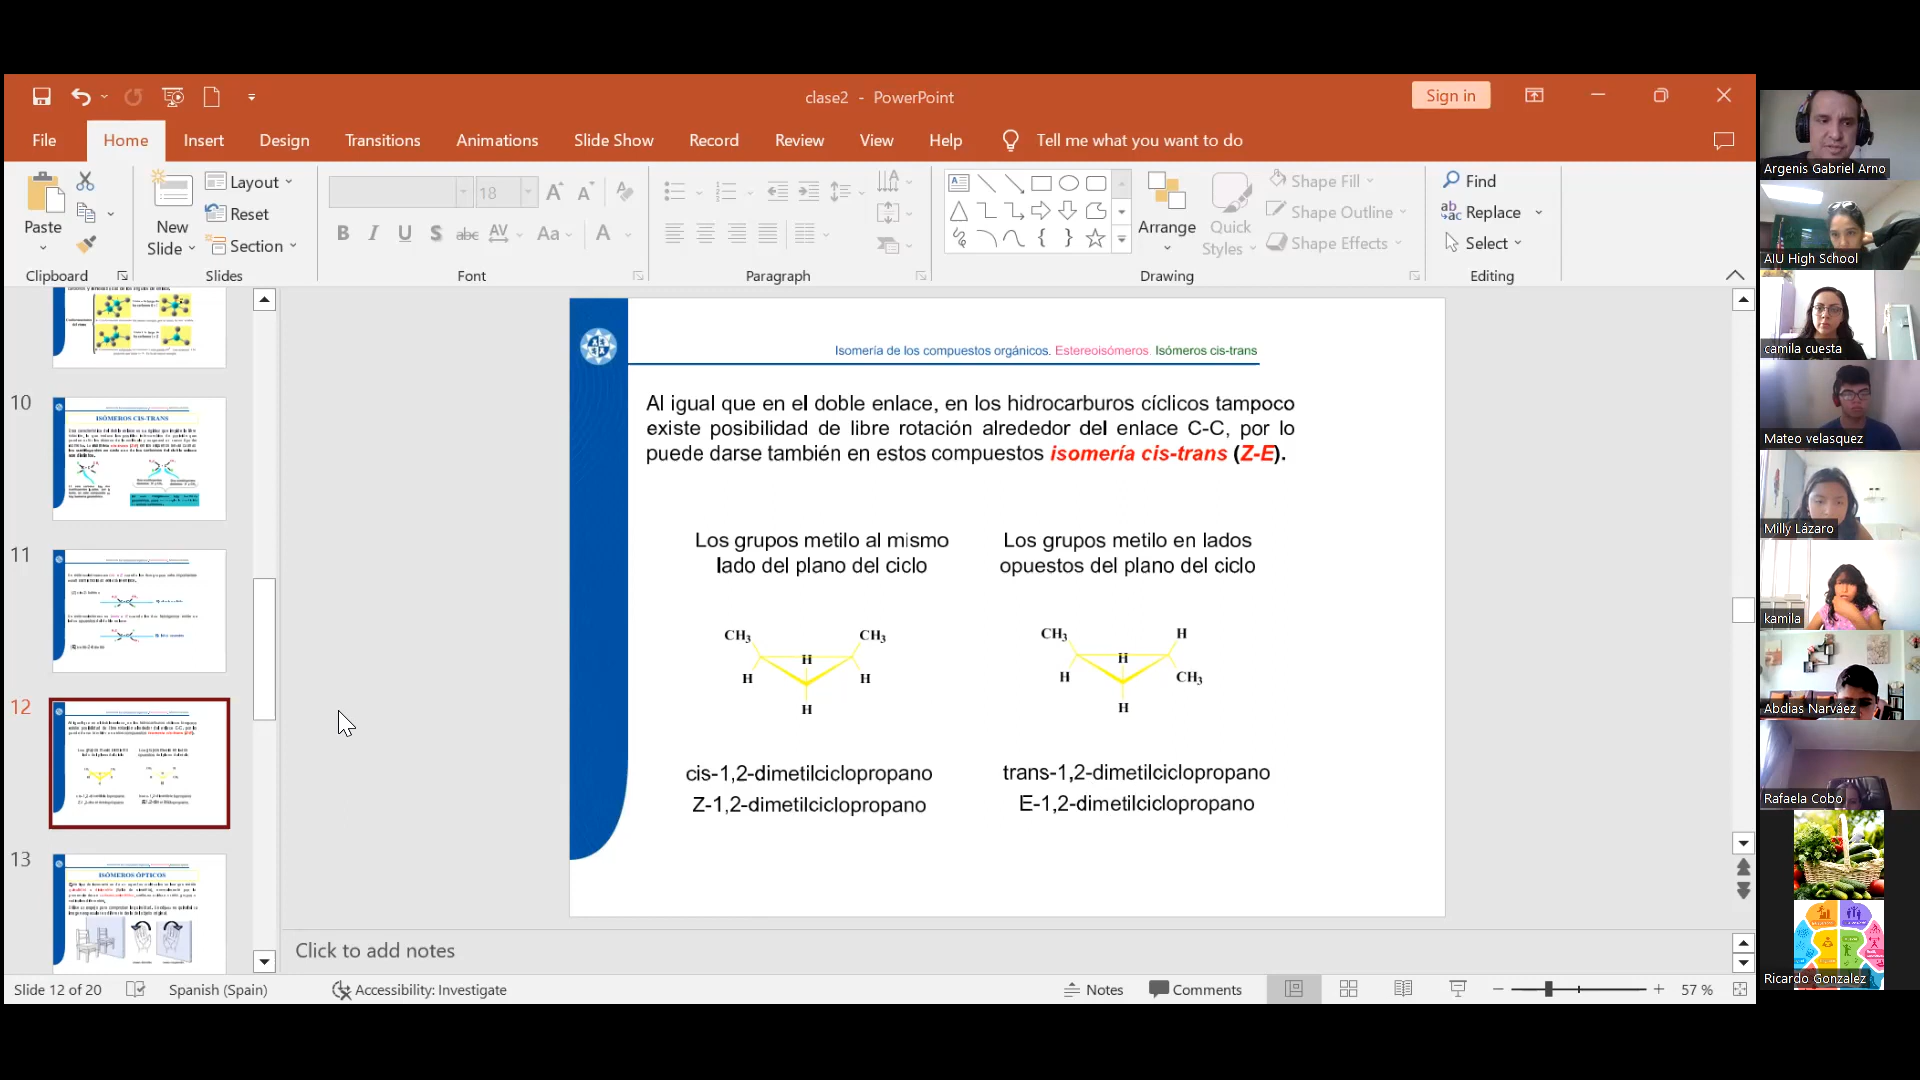 clase2 - PowerPoint
Sign in
File Home Insert Design Transitions Animations Slide Show Record Review View Help Tell me what you want to do
Paste
Clipboard
New Slide
Layout
Reset
Section
Slides
18
Font
Paragraph
Arrange
Quick Styles
Shape Fill
Shape Outline
Shape Effects
Drawing
Find
Replace
Select
Editing
10
ISÓMEROS CIS-TRANS
11
12
13
ISÓMEROS ÓPTICOS
Isomería de los compuestos orgánicos. Estereoisómeros. Isómeros cis-trans
Al igual que en el doble enlace, en los hidrocarburos cíclicos tampoco
existe posibilidad de libre rotación alrededor del enlace C-C, por lo
puede darse también en estos compuestos isomería cis-trans (Z-E).
Los grupos metilo al mismo
lado del plano del ciclo
CH₃ CH₃
H
H H
H
cis-1,2-dimetilciclopropano
Z-1,2-dimetilciclopropano
Los grupos metilo en lados
opuestos del plano del ciclo
CH₃ H
H
H CH₃
H
trans-1,2-dimetilciclopropano
E-1,2-dimetilciclopropano
Click to add notes
Slide 12 of 20 Spanish (Spain) Accessibility: Investigate Notes Comments 57 %
Argenis Gabriel Arno
AIU High School
camila cuesta
Mateo velasquez
Milly Lázaro
kamila
Abdias Narváez
Rafaela Cobo
Ricardo Gonzalez